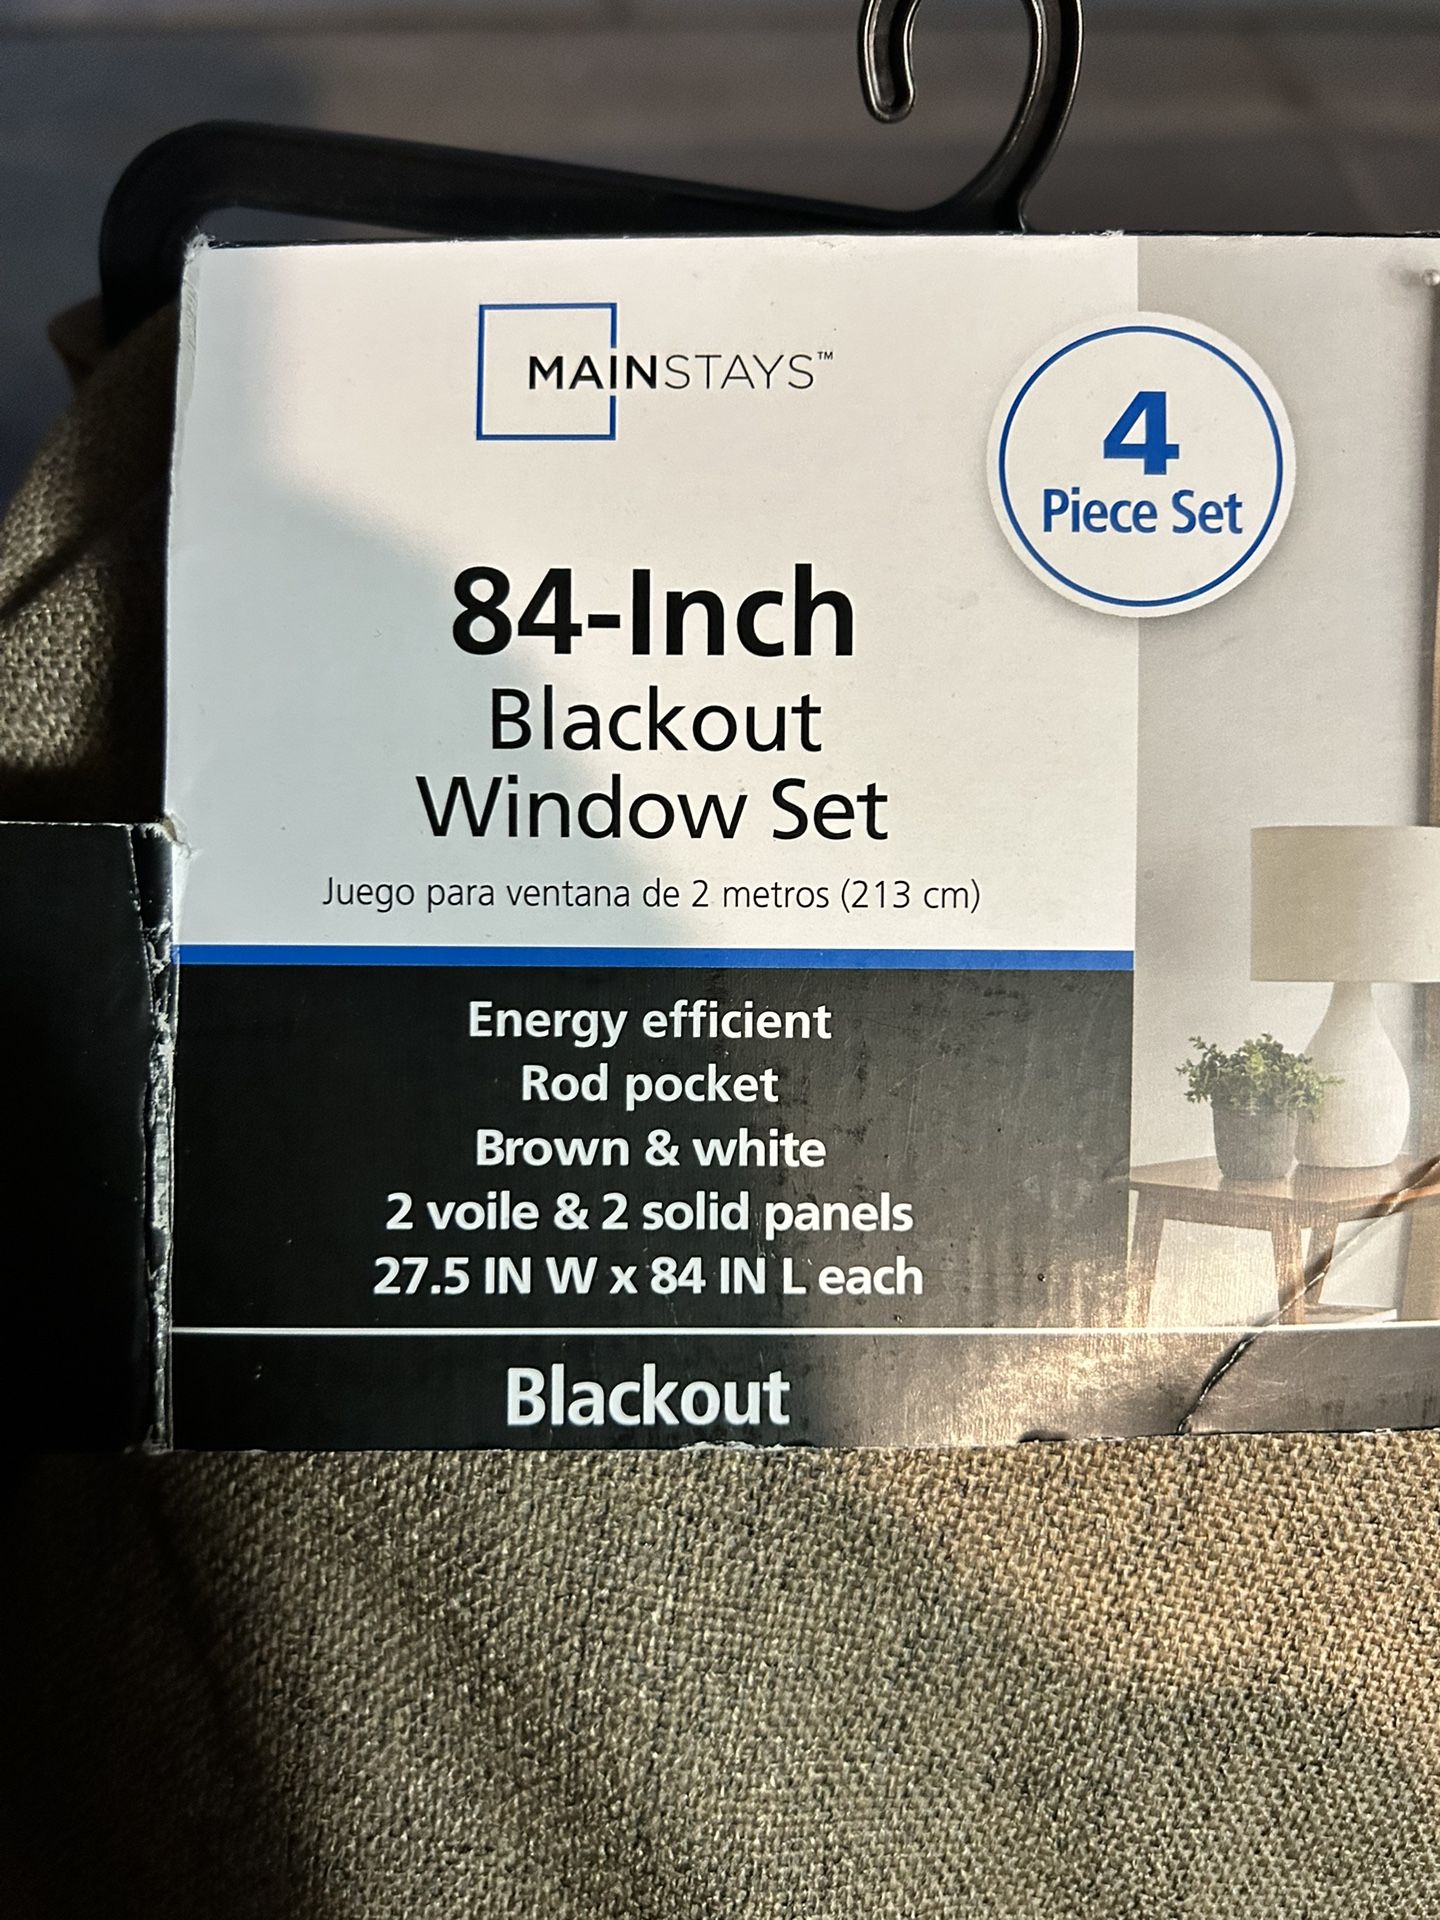 MAINSTAYS™
4
Piece Set
84-Inch
Blackout
Window Set
Juego para ventana de 2 metros (213 cm)
Energy efficient
Rod pocket
Brown & white
2 voile & 2 solid panels
27.5 IN W x 84 IN L each
Blackout